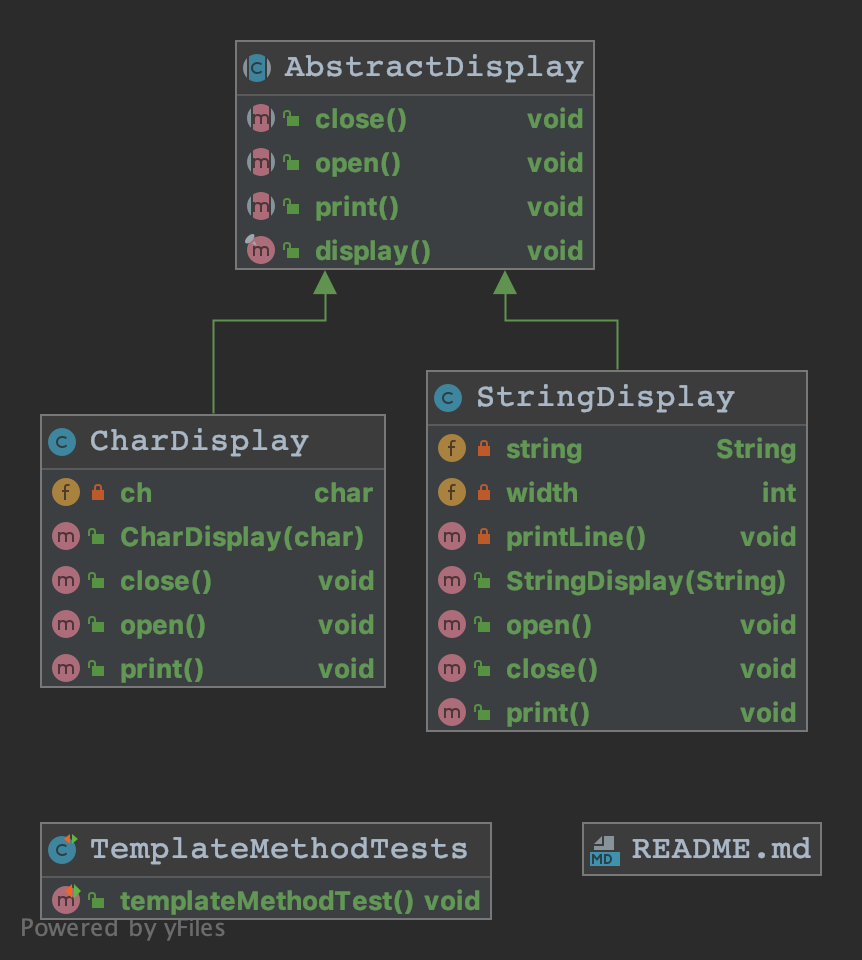 AbstractDisplay
close() void
open() void
print() void
display() void
CharDisplay
ch char
CharDisplay(char)
close() void
open() void
print() void
StringDisplay
string String
width int
printLine() void
StringDisplay(String)
open() void
close() void
print() void
TemplateMethodTests
templateMethodTest() void
MD README.md
Powered by yFiles